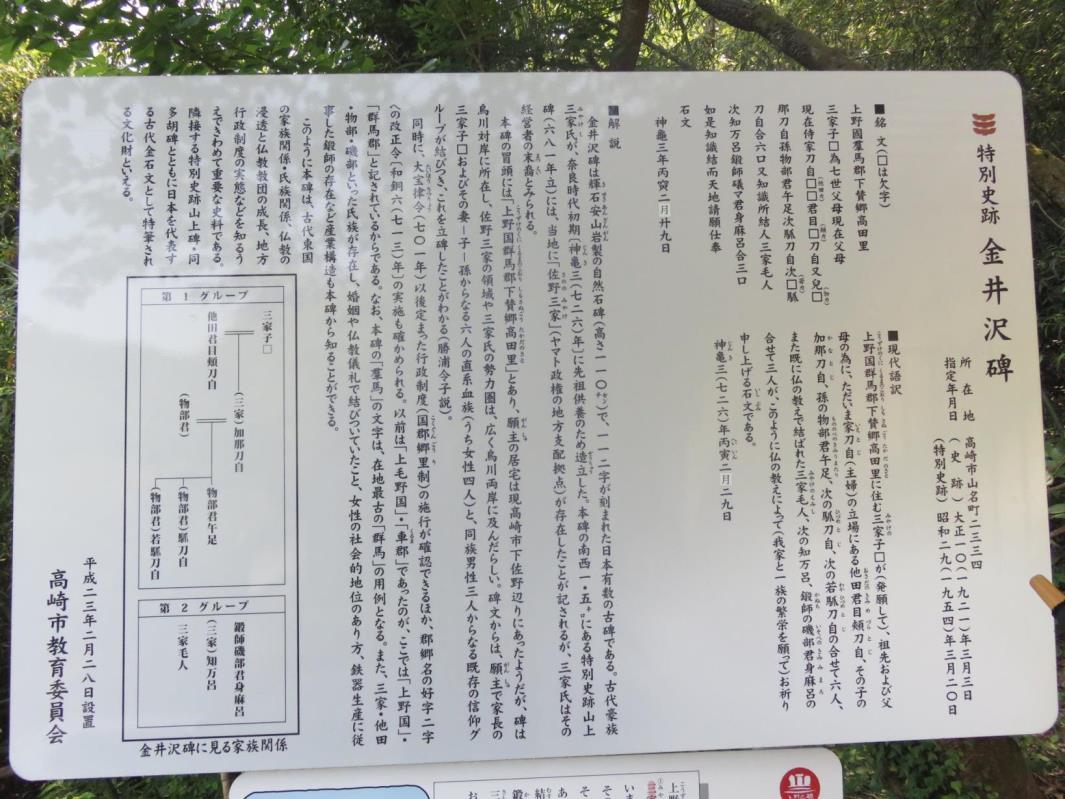 特別史跡 金井沢碑
所在地 高崎市山名町二三三四
指定年月日 (史跡) 大正一〇(一九二一)年三月三日
(特別史跡) 昭和二九(一九五四)年三月二〇日
■銘 文(□は欠字)
上野國羣馬郡下賛郷高田里
三家子□為七世父母現在父母
現在侍家刀自□□君目□刀自又兒□
那刀自孫物部君午足次馴刀自次□馴
刀自合六口又知識所結人三家毛人
次知万呂鍛師礒マ君身麻呂合三口
如是知識結而天地請願仕奉
石文
神亀三年丙寅二月廿九日
■現代語訳
上野国群馬郡下賛郷高田里に住む三家子□が(発願して)、祖先および父
母の為に、ただいま家刀自(主婦)の立場にある他田君目頬刀自、その子の
加那刀自、孫の物部君午足、次の馴刀自、次の若馴刀自の合せて六人、
また既に仏の教えで結ばれた三家毛人、次の知万呂、鍛師の磯部君身麻呂の
合せて三人が、このように仏の教えによって(我家と一族の繁栄を願って)お祈り
申し上げる石文である。
神亀三(七二六)年丙寅二月二九日
■解 説
金井沢碑は輝石安山岩製の自然石碑(高さ一一〇㌢)で、一一二字が刻まれた日本有数の古碑である。古代豪族
三家氏が、奈良時代初期〔神亀三(七二六)年〕に先祖供養のため造立した。本碑の南西一・五㌔にある特別史跡山上
碑(六八一年立)には、当地に「佐野三家」(ヤマト政権の地方支配拠点)が存在したことが記されるが、三家氏はその
経営者の末裔とみられる。
本碑の冒頭には「上野国群馬郡下賛郷高田里」とあり、願主の居宅は現高崎市下佐野辺りにあったようだが、碑は
烏川対岸に所在し、佐野三家の領域や三家氏の勢力圏は、広く烏川両岸に及んだらしい。碑文からは、願主で家長の
三家子□およびその妻―子―孫からなる六人の直系血族(うち女性四人)と、同族男性三人からなる既存の信仰グ
ループが結びつき、これを立碑したことがわかる(勝浦令子説)。
同時に、大宝律令(七〇一年)以後定まった行政制度(国郡郷里制)の施行が確認できるほか、郡郷名の好字二字
への改正令〔和銅六(七一三)年〕の実施も確かめられる。以前は「上毛野国」・「車郡」であったのが、ここでは「上野国」・
「群馬郡」と記されているからである。なお、本碑の「羣馬」の文字は、在地最古の「群馬」の用例となる。また、三家・他田
・物部・磯部といった氏族が存在し、婚姻や仏教儀礼で結びついていたこと、女性の社会的地位のあり方、鉄器生産に従
事した鍛師の存在など産業構造も本碑から知ることができる。
このように本碑は、古代東国
の家族関係・氏族関係、仏教の
浸透と仏教教団の成長、地方
行政制度の実態などを知るう
えできわめて重要な史料である。
隣接する特別史跡山上碑・同
多胡碑とともに日本を代表す
る古代金石文として特筆され
る文化財といえる。
第1グループ
三家子□
他田君目頬刀自
(三家)加那刀自
(物部君)
物部君午足
(物部君)馴刀自
(物部君)若馴刀自
第2グループ
鍛師磯部君身麻呂
(三家)知万呂
三家毛人
金井沢碑に見る家族関係
平成二三年二月二八日設置
高崎市教育委員会